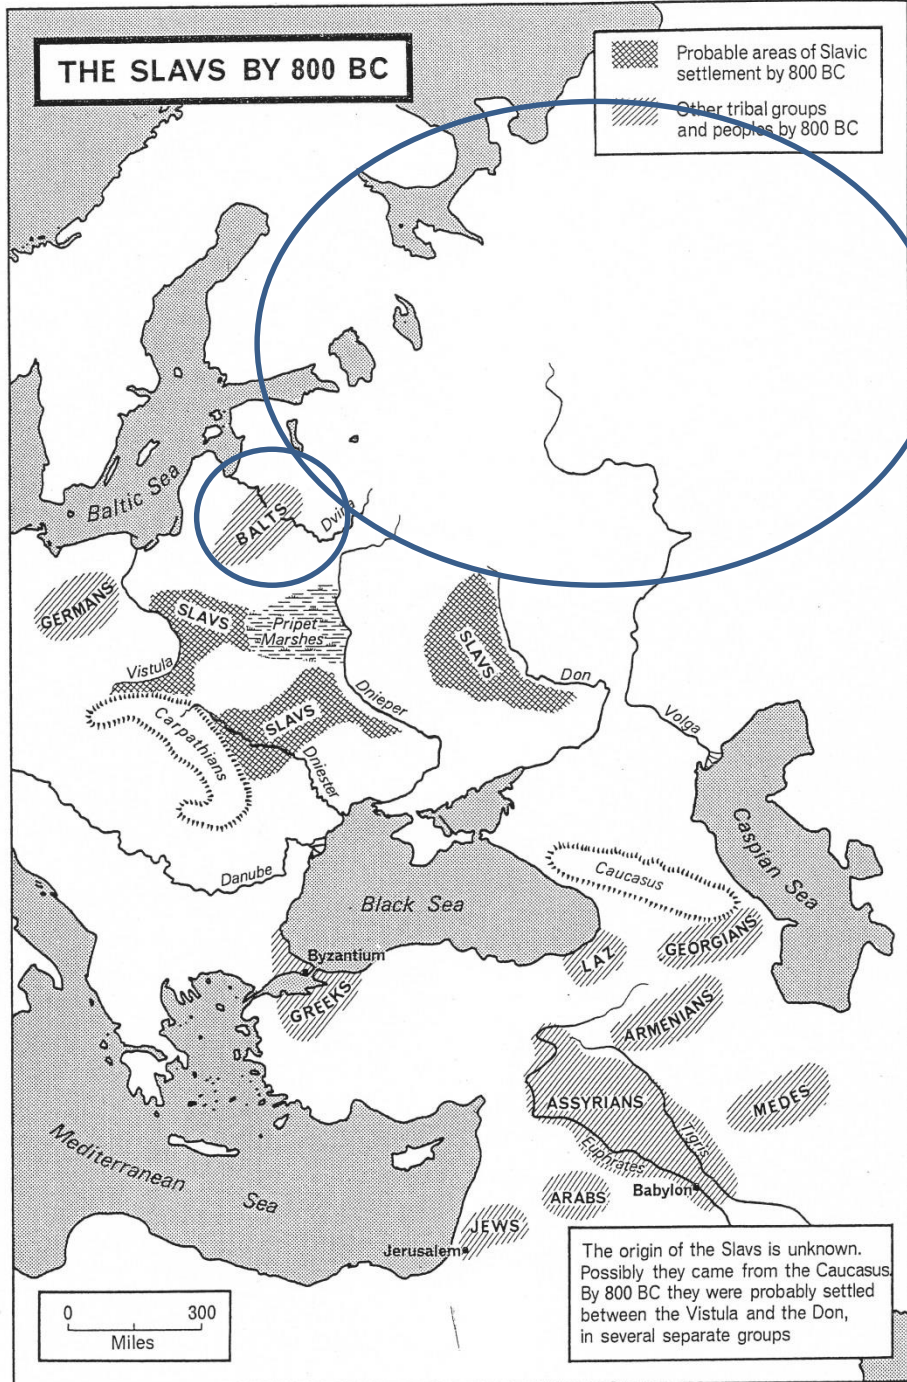 THE SLAVS BY 800 BC
Probable areas of Slavic
settlement by 800 BC
Other tribal groups
and peoples by 800 BC
Baltic Sea
BALTS
Dvina
GERMANS
SLAVS
Pripet
Marshes
SLAVS
Vistula
Don
Dnieper
SLAVS
Carpathians
Volga
Dniester
Caspian Sea
Danube
Caucasus
Black Sea
GEORGIANS
LAZ
Byzantium
GREEKS
ARMENIANS
ASSYRIANS
MEDES
Tigris
Euphrates
Mediterranean
Sea
Babylon
ARABS
JEWS
Jerusalem
The origin of the Slavs is unknown.
Possibly they came from the Caucasus.
By 800 BC they were probably settled
between the Vistula and the Don,
in several separate groups
0 300
Miles